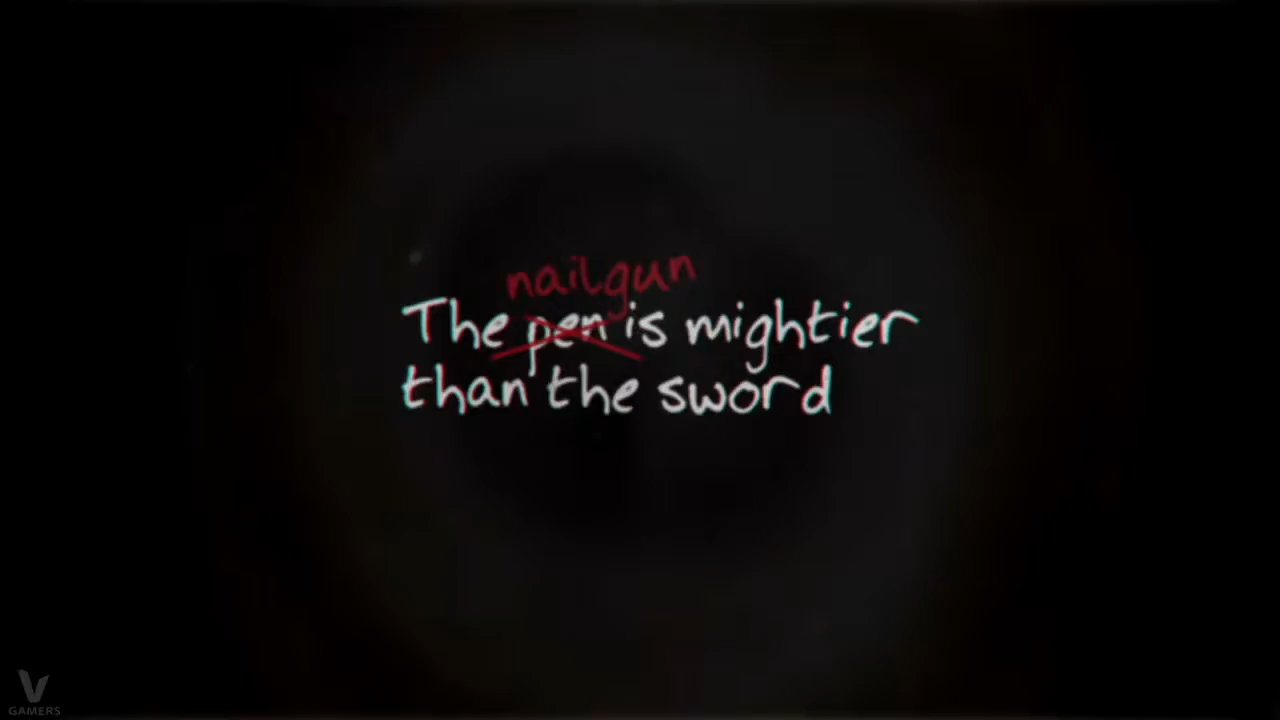 nailgun
The pen is mightier
than the sword
V
GAMERS